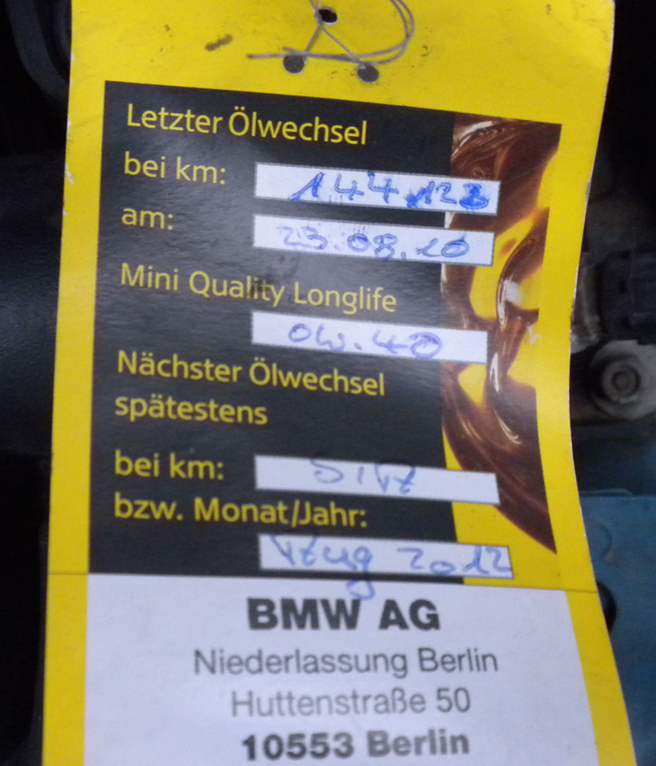 Letzter Ölwechsel
bei km: 144.123
am: 23.08.10
Mini Quality Longlife
0W.40
Nächster Ölwechsel
spätestens
bei km:
bzw. Monat/Jahr:
2012
BMW AG
Niederlassung Berlin
Huttenstraße 50
10553 Berlin